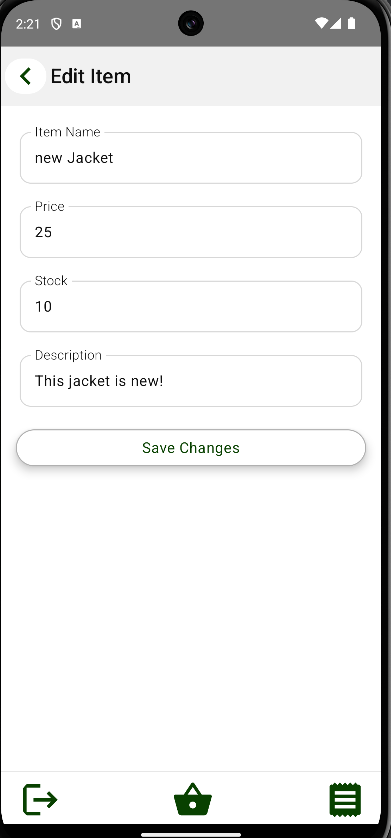 2:21
Edit Item
Item Name
new Jacket
Price
25
Stock
10
Description
This jacket is new!
Save Changes